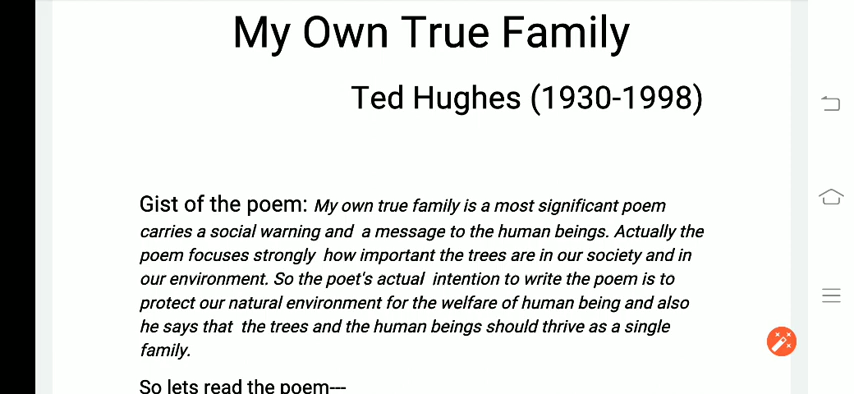 My Own True Family
Ted Hughes (1930-1998)
Gist of the poem: My own true family is a most significant poem
carries a social warning and a message to the human beings. Actually the
poem focuses strongly how important the trees are in our society and in
our environment. So the poet's actual intention to write the poem is to
protect our natural environment for the welfare of human being and also
he says that the trees and the human beings should thrive as a single
family.
So lets read the poem---